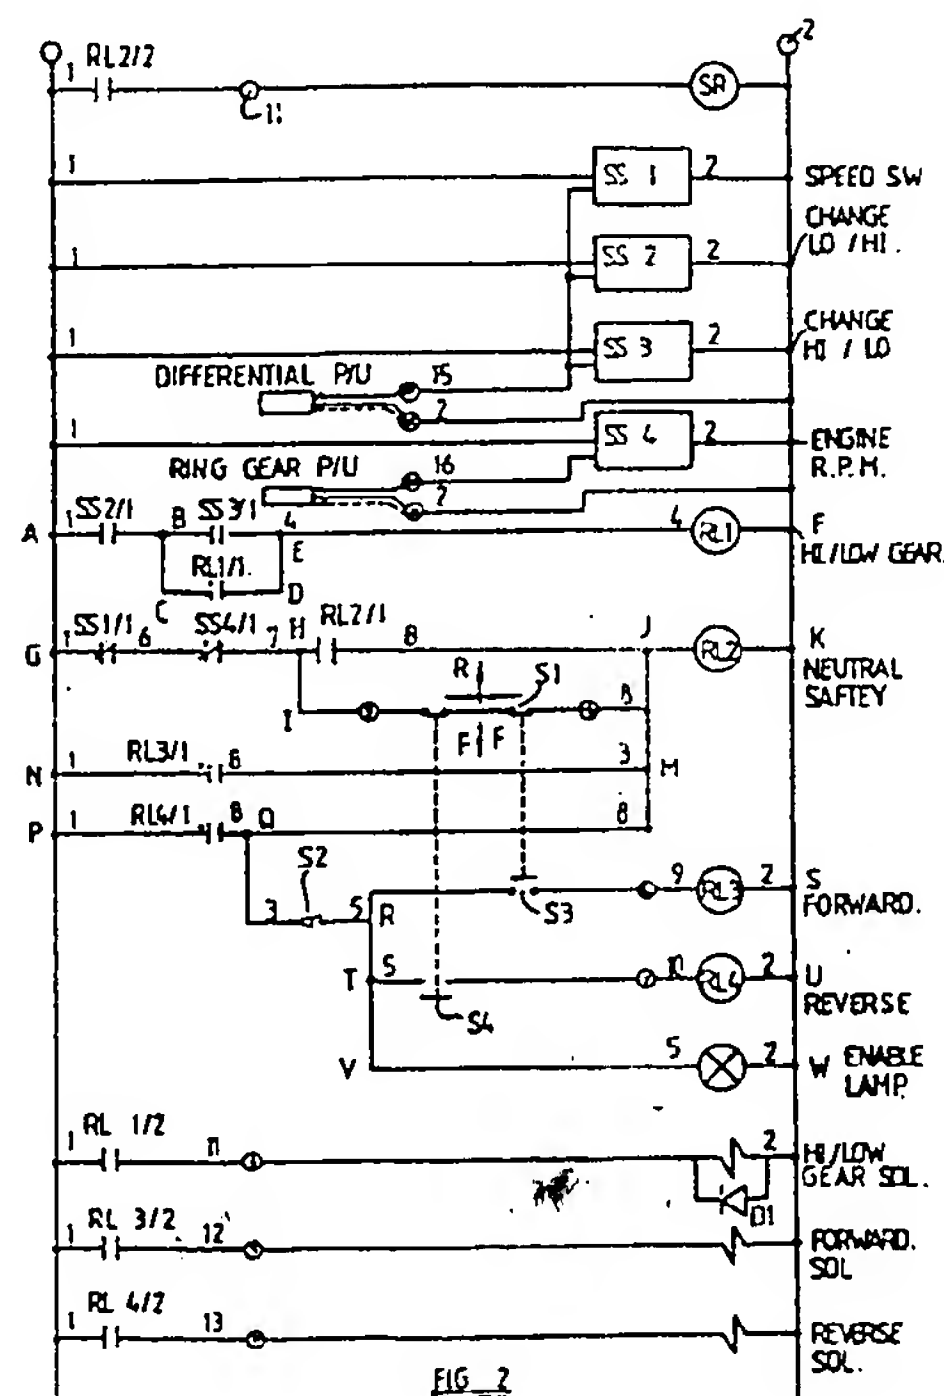 2
1 RL2/2
SR
11
1 SS 1 2 SPEED SW
CHANGE
LO / HI.
1 SS 2 2
CHANGE
HI / LO
1 SS 3 2
DIFFERENTIAL P/U 15
2
1 SS 4 2 ENGINE
R.P.M.
RING GEAR P/U 16
2
A 1 SS2/1 B SS3/1 4 E 4 RL1 F
HI/LOW GEAR.
RL1/1.
C D
G 1 SS1/1 6 SS4/1 7 H RL2/1 8 J RL2 K
NEUTRAL
SAFTEY
R S1
I 8
F F
N 1 RL3/1 8 3 M
P 1 RL4/1 8 Q 8
S2
3 5 R S3 9 RL3 2 S
FORWARD.
T 5 S4 10 RL4 2 U
REVERSE
V 5 2 W ENABLE
LAMP.
1 RL 1/2 11 2 HI/LOW
GEAR SOL.
D1
1 RL 3/2 12 FORWARD.
SOL
1 RL 4/2 13 REVERSE
SOL.
FIG 2